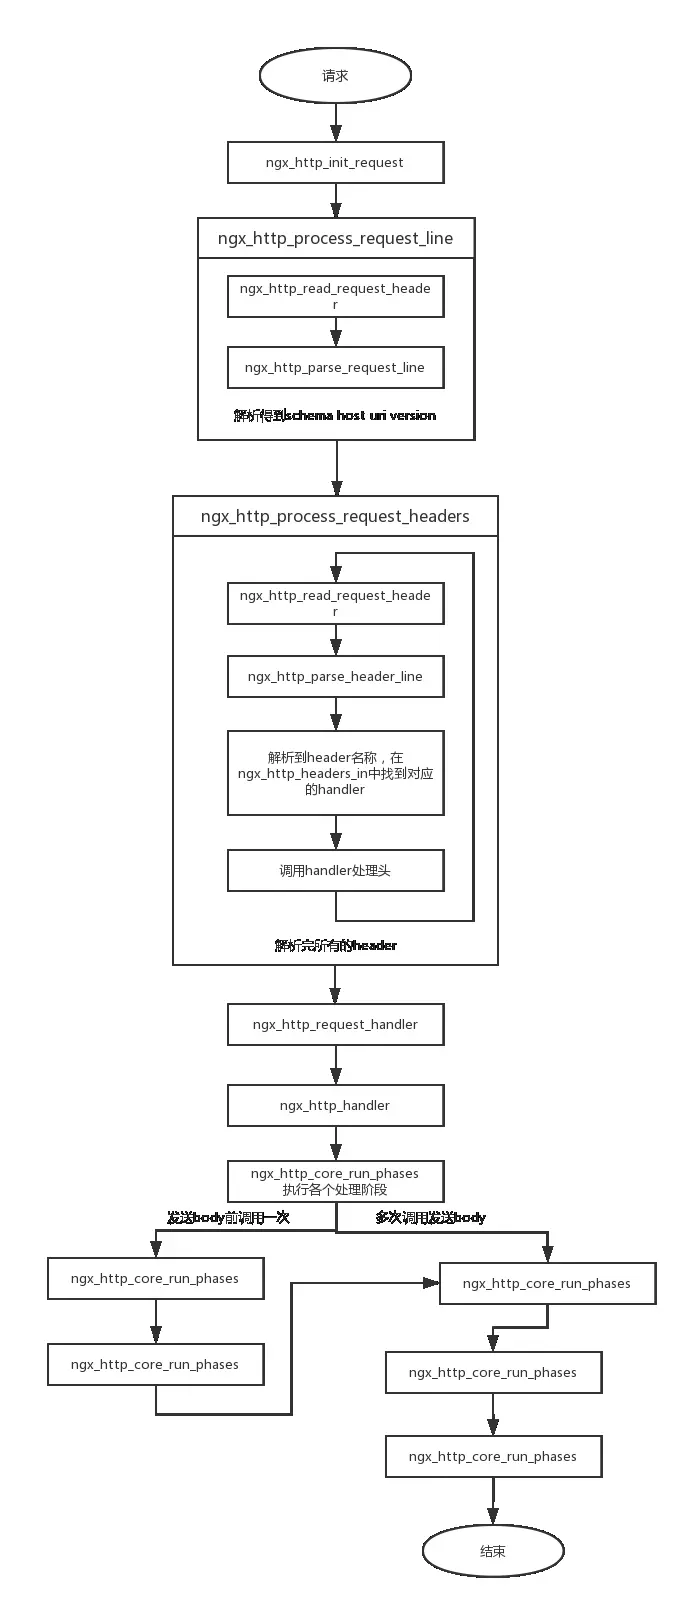 请求
ngx_http_init_request
ngx_http_process_request_line
ngx_http_read_request_heade
r
ngx_http_parse_request_line
解析得到schema host uri version
ngx_http_process_request_headers
ngx_http_read_request_heade
r
ngx_http_parse_header_line
解析到header名称，在
ngx_http_headers_in中找到对应
的handler
调用handler处理头
解析完所有的header
ngx_http_request_handler
ngx_http_handler
ngx_http_core_run_phases
执行各个处理阶段
发送body前调用一次
多次调用发送body
ngx_http_core_run_phases
ngx_http_core_run_phases
ngx_http_core_run_phases
ngx_http_core_run_phases
ngx_http_core_run_phases
结束